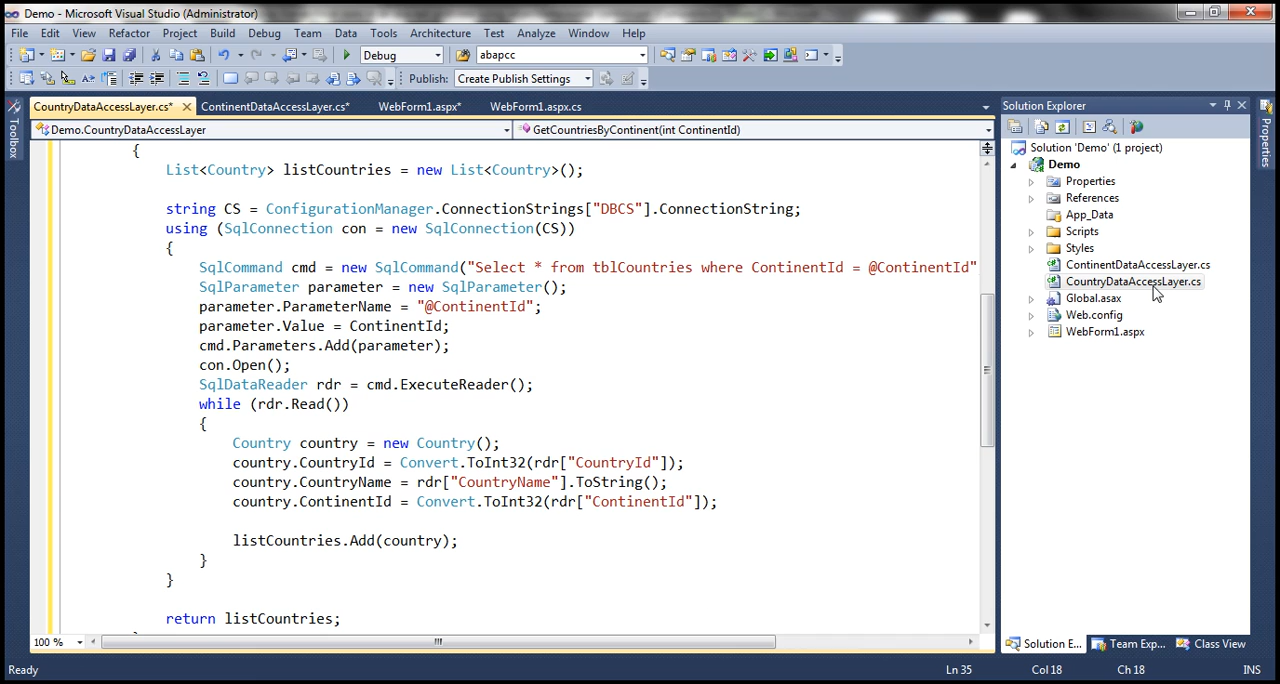 Demo - Microsoft Visual Studio (Administrator)
File Edit View Refactor Project Build Debug Team Data Tools Architecture Test Analyze Window Help
Debug abapcc
Publish: Create Publish Settings
CountryDataAccessLayer.cs* ContinentDataAccessLayer.cs* WebForm1.aspx* WebForm1.aspx.cs
Demo.CountryDataAccessLayer GetCountriesByContinent(int ContinentId)
Toolbox
{
List<Country> listCountries = new List<Country>();
string CS = ConfigurationManager.ConnectionStrings["DBCS"].ConnectionString;
using (SqlConnection con = new SqlConnection(CS))
{
SqlCommand cmd = new SqlCommand("Select * from tblCountries where ContinentId = @ContinentId"
SqlParameter parameter = new SqlParameter();
parameter.ParameterName = "@ContinentId";
parameter.Value = ContinentId;
cmd.Parameters.Add(parameter);
con.Open();
SqlDataReader rdr = cmd.ExecuteReader();
while (rdr.Read())
{
Country country = new Country();
country.CountryId = Convert.ToInt32(rdr["CountryId"]);
country.CountryName = rdr["CountryName"].ToString();
country.ContinentId = Convert.ToInt32(rdr["ContinentId"]);
listCountries.Add(country);
}
}
return listCountries;
100 %
Solution Explorer
Solution 'Demo' (1 project)
Demo
Properties
References
App_Data
Scripts
Styles
ContinentDataAccessLayer.cs
CountryDataAccessLayer.cs
Global.asax
Web.config
WebForm1.aspx
Solution E... Team Exp... Class View
Properties
Ready Ln 35 Col 18 Ch 18 INS